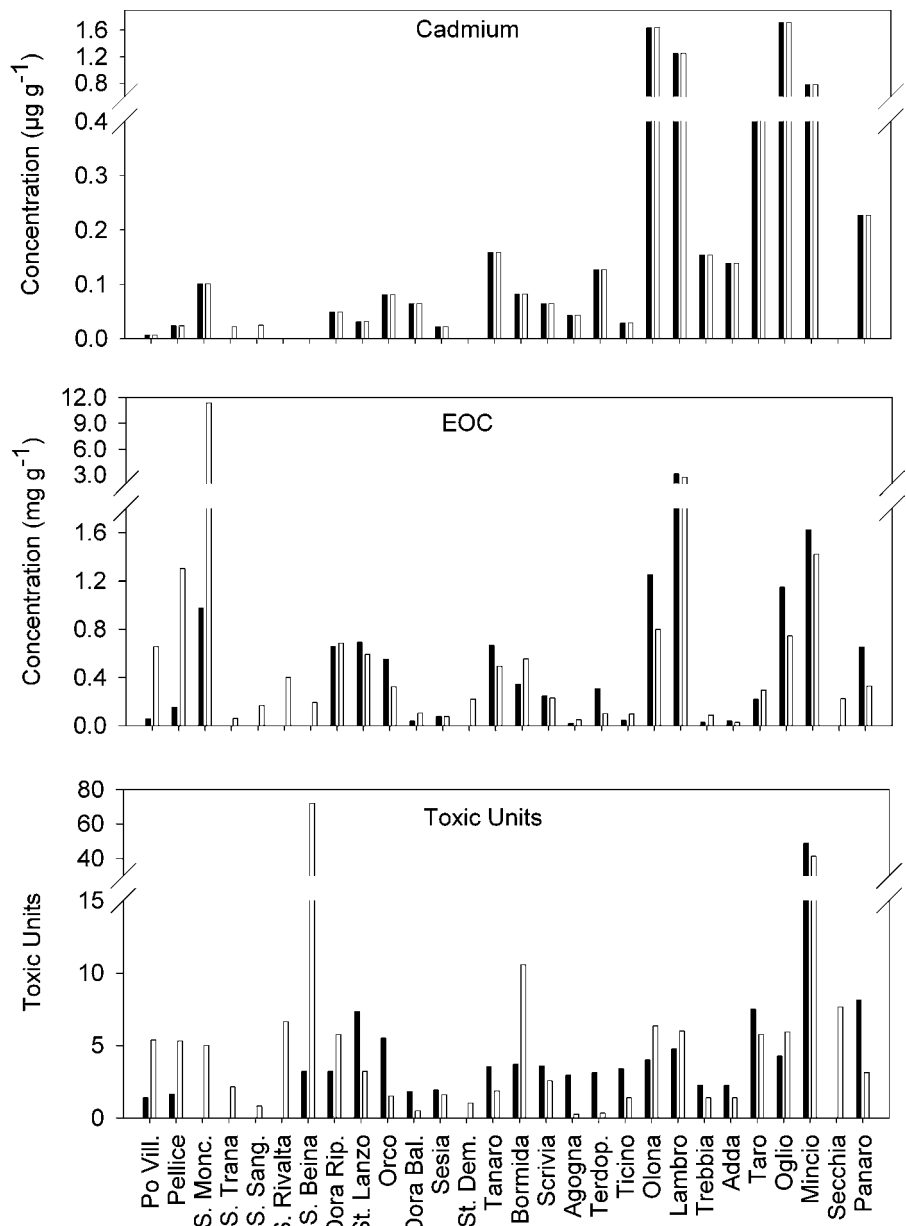 Cadmium
Concentration (µg g⁻¹)
1.6
1.2
0.8
0.4
0.3
0.2
0.1
0.0
EOC
Concentration (mg g⁻¹)
12.0
9.0
6.0
3.0
1.6
1.2
0.8
0.4
0.0
Toxic Units
Toxic Units
80
60
40
15
10
5
0
Po Vill.
Pellice
S. Monc.
S. Trana
S. Sang.
S. Rivalta
S. Beina
Dora Rip.
St. Lanzo
Orco
Dora Bal.
Sesia
St. Dem.
Tanaro
Bormida
Scrivia
Agogna
Terdop.
Ticino
Olona
Lambro
Trebbia
Adda
Taro
Oglio
Mincio
Secchia
Panaro